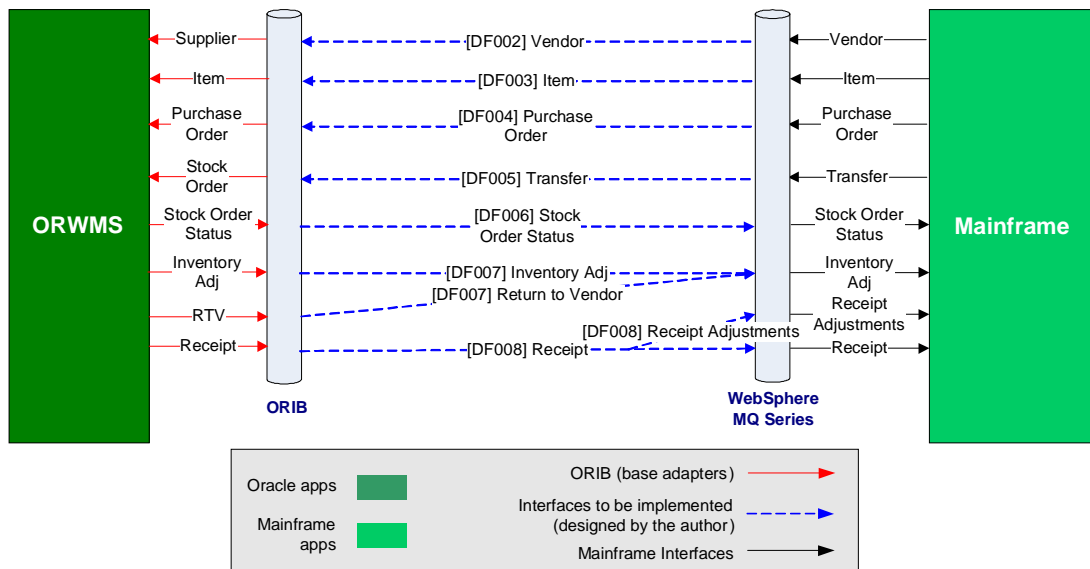 Supplier
[DF002] Vendor
Vendor
Item
[DF003] Item
Item
Purchase
Order
[DF004] Purchase
Order
Purchase
Order
Stock
Order
[DF005] Transfer
Transfer
ORWMS
Stock Order
Status
[DF006] Stock
Order Status
Stock Order
Status
Mainframe
Inventory
Adj
[DF007] Inventory Adj
Inventory
Adj
[DF007] Return to Vendor
RTV
[DF008] Receipt Adjustments
Receipt
Adjustments
Receipt
[DF008] Receipt
Receipt
ORIB
WebSphere
MQ Series
Oracle apps
Mainframe
apps
ORIB (base adapters)
Interfaces to be implemented
(designed by the author)
Mainframe Interfaces